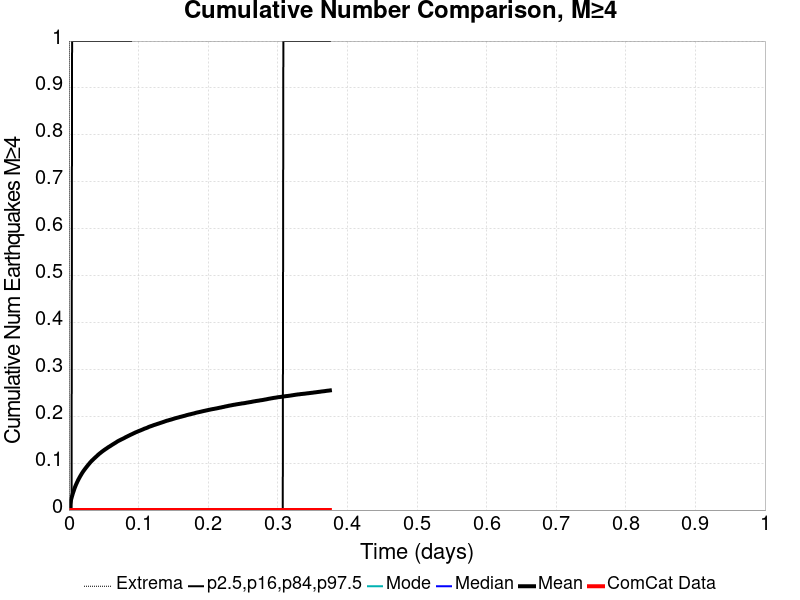 Cumulative Number Comparison, M≥4
Cumulative Num Earthquakes M≥4
1
0.9
0.8
0.7
0.6
0.5
0.4
0.3
0.2
0.1
0
0 0.1 0.2 0.3 0.4 0.5 0.6 0.7 0.8 0.9 1
Time (days)
Extrema p2.5,p16,p84,p97.5 Mode Median Mean ComCat Data